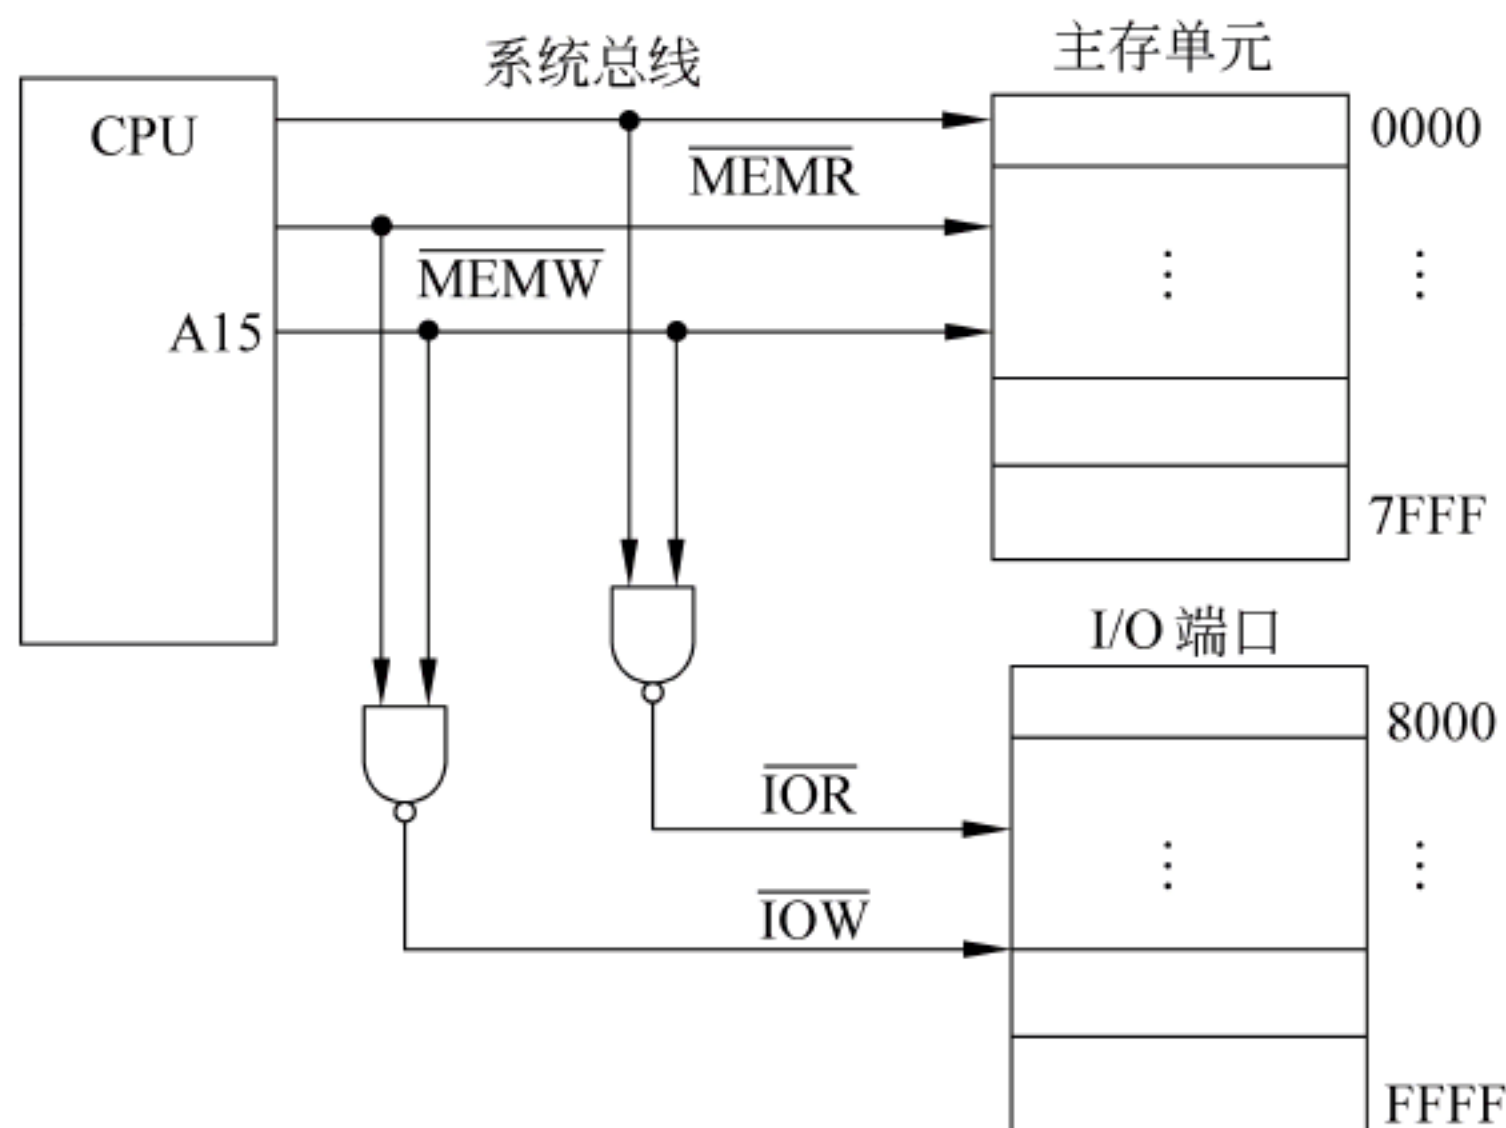 系统总线
主存单元
CPU
0000
MEMR
MEMW
A15
⋮
⋮
7FFF
I/O 端口
8000
IOR
⋮
⋮
IOW
FFFF